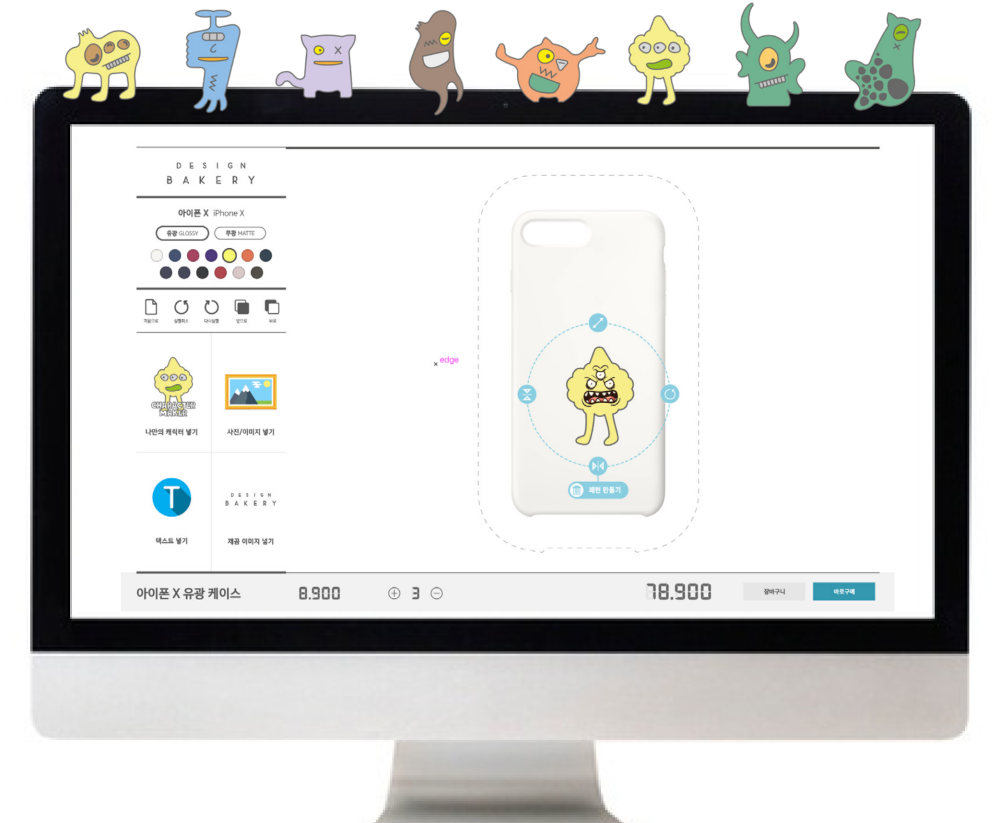 DESIGN
BAKERY
아이폰 X iPhone X
유광 GLOSSY
무광 MATTE
처음으로
실행취소
다시실행
앞으로
뒤로
edge
CHARACTER
MAKER
나만의 캐릭터 넣기
사진/이미지 넣기
T
DESIGN
BAKERY
텍스트 넣기
제공 이미지 넣기
패턴 만들기
아이폰 X 유광 케이스
8.900
3
78.900
장바구니
바로구매